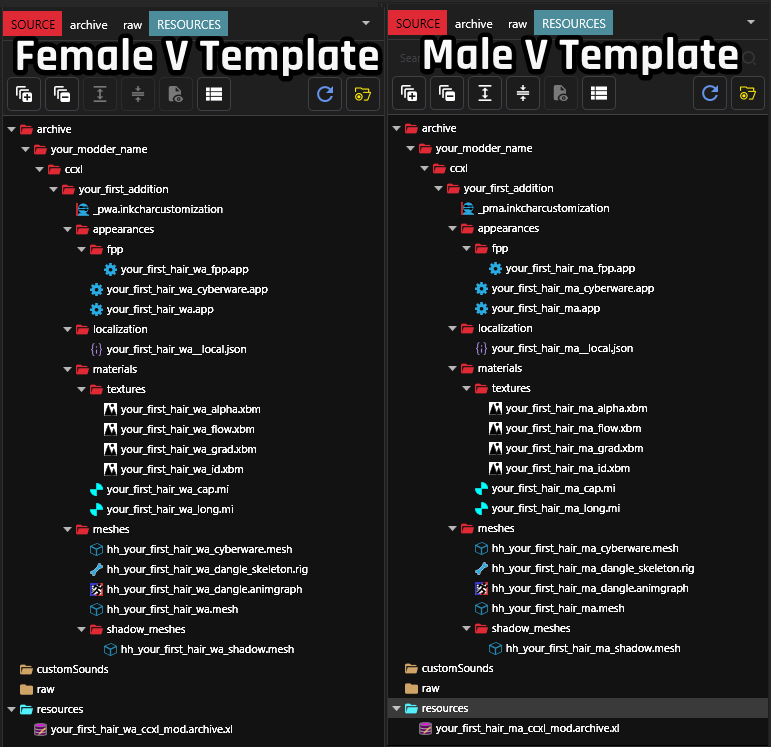 SOURCE archive raw RESOURCES
Female V Template
archive
your_modder_name
ccxl
your_first_addition
_pwa.inkcharcustomization
appearances
fpp
your_first_hair_wa_fpp.app
your_first_hair_wa_cyberware.app
your_first_hair_wa.app
localization
your_first_hair_wa__local.json
materials
textures
your_first_hair_wa_alpha.xbm
your_first_hair_wa_flow.xbm
your_first_hair_wa_grad.xbm
your_first_hair_wa_id.xbm
your_first_hair_wa_cap.mi
your_first_hair_wa_long.mi
meshes
hh_your_first_hair_wa_cyberware.mesh
hh_your_first_hair_wa_dangle_skeleton.rig
hh_your_first_hair_wa_dangle.animgraph
hh_your_first_hair_wa.mesh
shadow_meshes
hh_your_first_hair_wa_shadow.mesh
customSounds
raw
resources
your_first_hair_wa_ccxl_mod.archive.xl
SOURCE archive raw RESOURCES
Male V Template
archive
your_modder_name
ccxl
your_first_addition
_pma.inkcharcustomization
appearances
fpp
your_first_hair_ma_fpp.app
your_first_hair_ma_cyberware.app
your_first_hair_ma.app
localization
your_first_hair_ma__local.json
materials
textures
your_first_hair_ma_alpha.xbm
your_first_hair_ma_flow.xbm
your_first_hair_ma_grad.xbm
your_first_hair_ma_id.xbm
your_first_hair_ma_cap.mi
your_first_hair_ma_long.mi
meshes
hh_your_first_hair_ma_cyberware.mesh
hh_your_first_hair_ma_dangle_skeleton.rig
hh_your_first_hair_ma_dangle.animgraph
hh_your_first_hair_ma.mesh
shadow_meshes
hh_your_first_hair_ma_shadow.mesh
customSounds
raw
resources
your_first_hair_ma_ccxl_mod.archive.xl